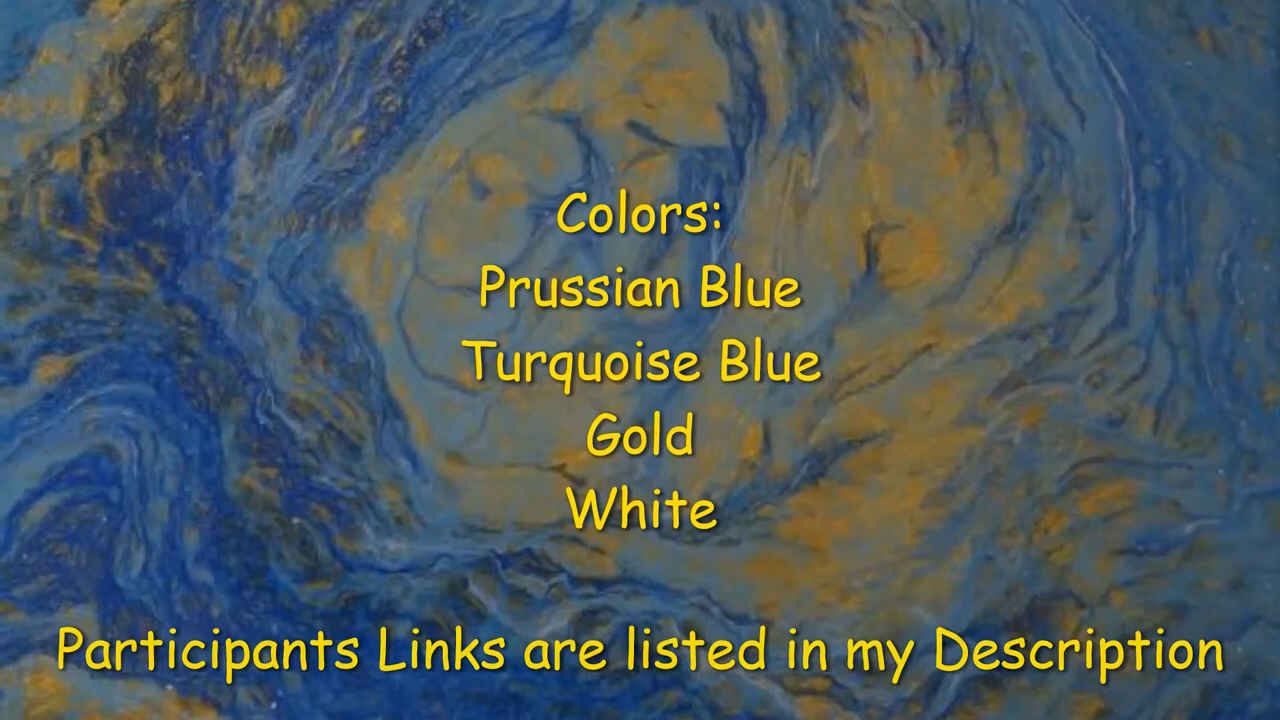 Colors:
Prussian Blue
Turquoise Blue
Gold
White
Participants Links are listed in my Description